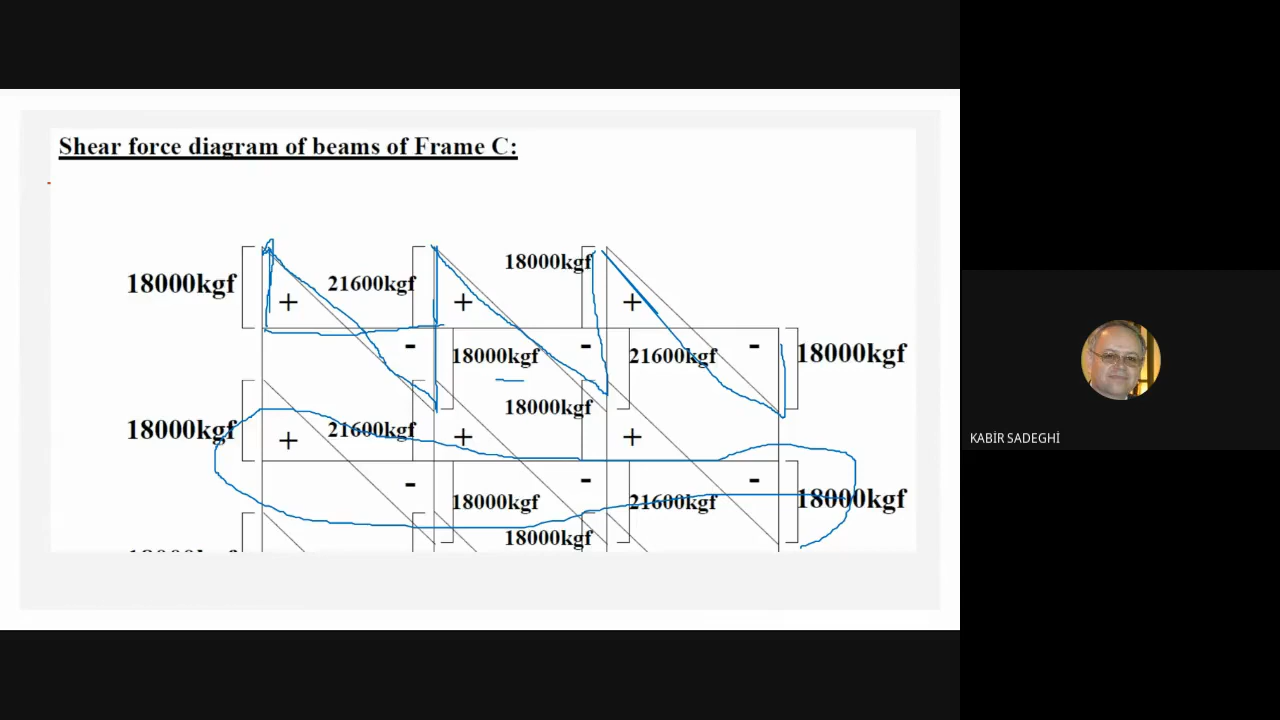 Shear force diagram of beams of Frame C:
18000kgf
21600kgf
18000kgf
+ + +
- - -
18000kgf
21600kgf
18000kgf
18000kgf
18000kgf
21600kgf
+ + +
- - -
18000kgf
21600kgf
18000kgf
18000kgf
KABİR SADEGHİ